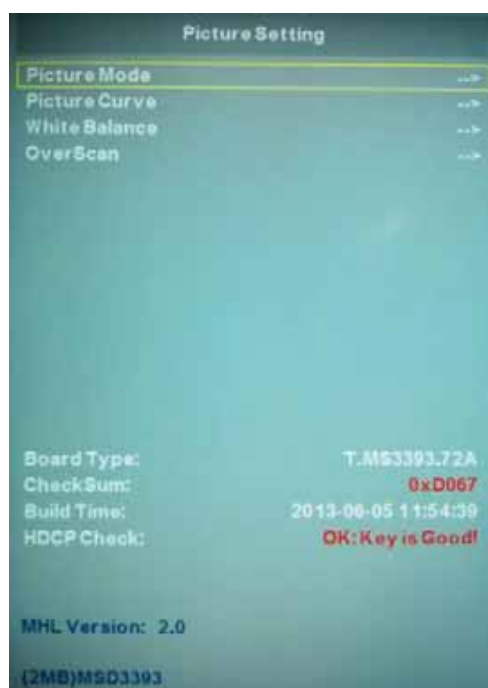 Picture Setting
Picture Mode -->
Picture Curve -->
White Balance -->
OverScan -->
Board Type: T.MS3393.72A
CheckSum: 0xD067
Build Time: 2013-06-05 11:54:39
HDCP Check: OK: Key is Good!
MHL Version: 2.0
(2MB)MSD3393